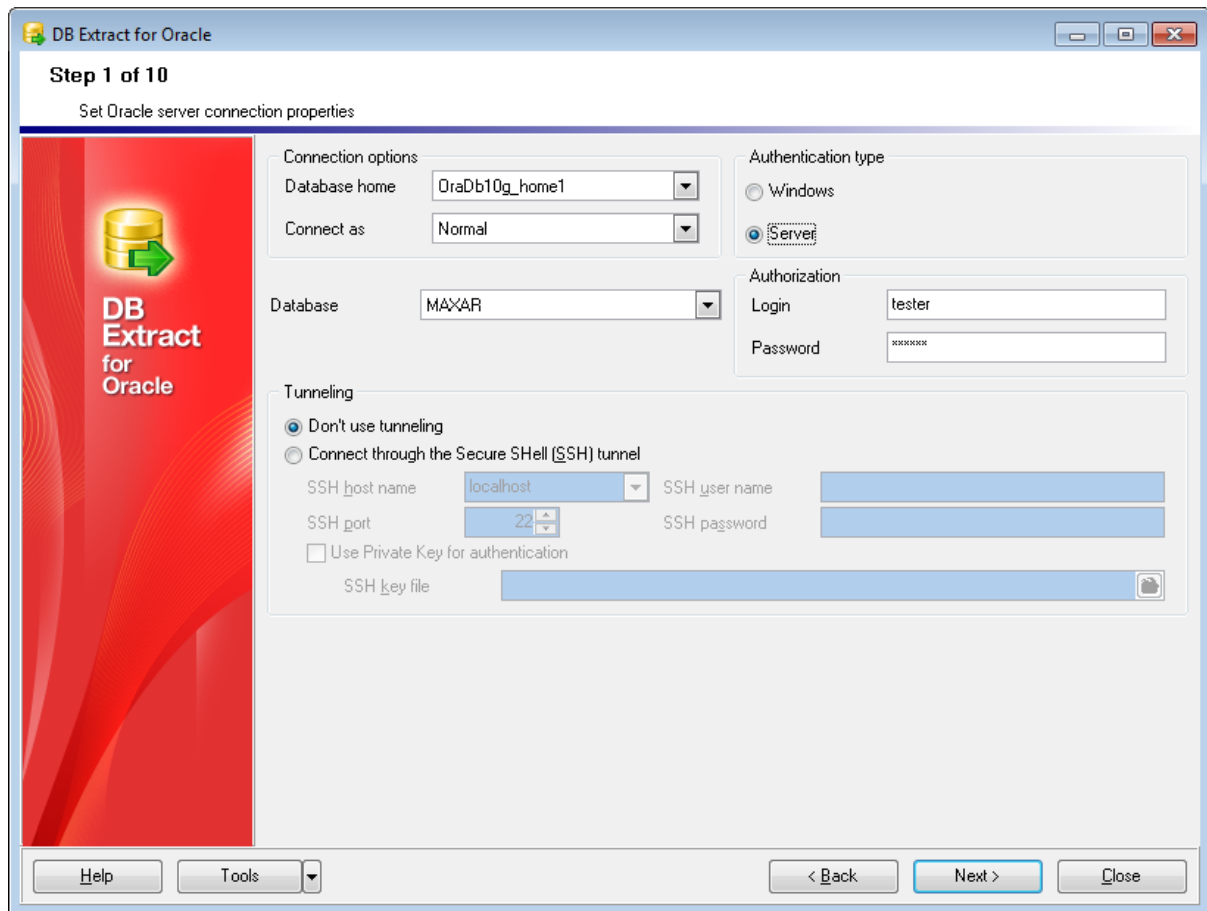 DB Extract for Oracle
Step 1 of 10
Set Oracle server connection properties
DB
Extract
for
Oracle
Connection options
Database home OraDb10g_home1
Connect as Normal
Authentication type
Windows
Server
Database MAXAR
Authorization
Login tester
Password ××××××
Tunneling
Don't use tunneling
Connect through the Secure SHell (SSH) tunnel
SSH host name localhost SSH user name
SSH port 22 SSH password
Use Private Key for authentication
SSH key file
Help Tools < Back Next > Close